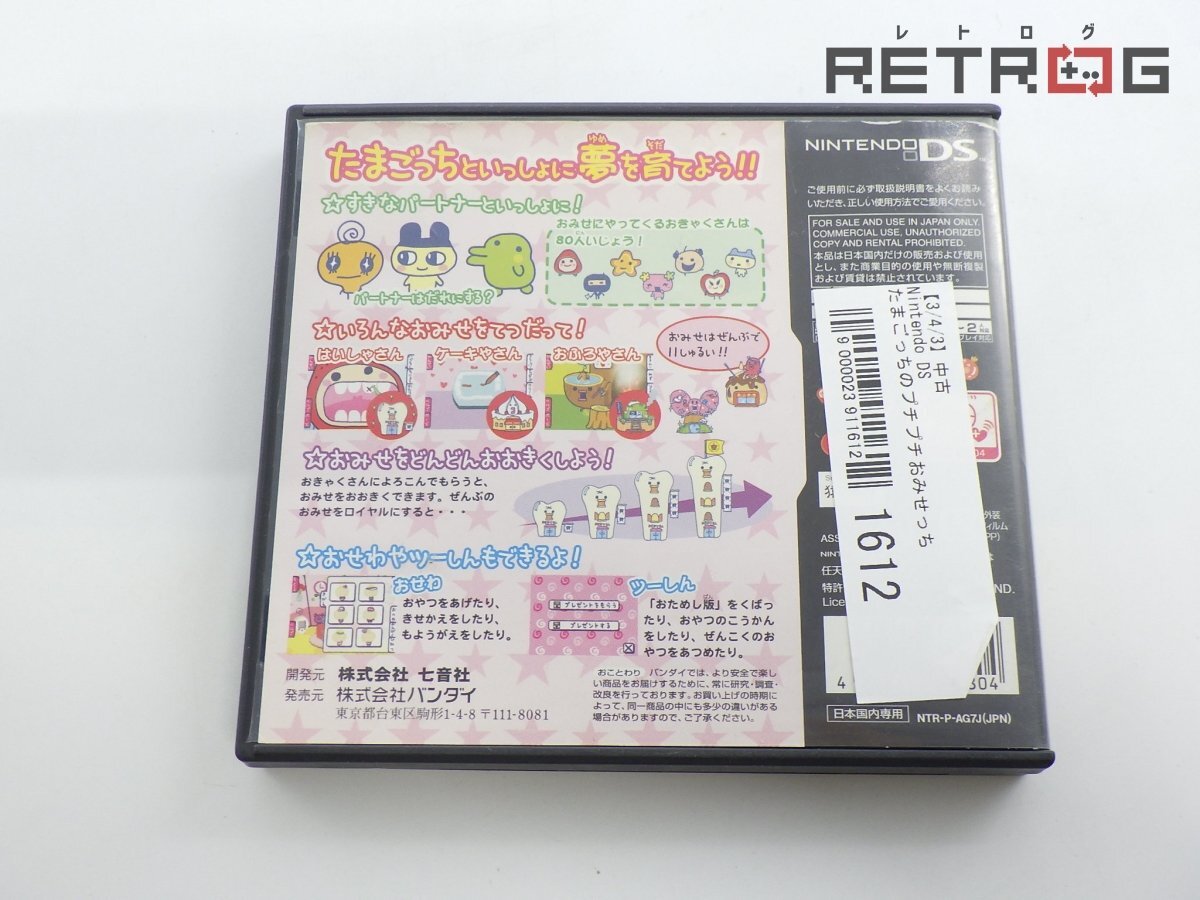 レトログ
RETROG
たまごっちといっしょに夢を育てよう!!
ゆめ
そだ
☆すきなパートナーといっしょに!
パートナーはだれにする?
おみせにやってくるおきゃくさんは
80人いじょう!
にん
☆いろんなおみせをてつだって!
はいしゃさん
ケーキやさん
おふろやさん
おみせはぜんぶで
11しゅるい!!
☆おみせをどんどんおおきくしよう!
おきゃくさんによろこんでもらうと、
おみせをおおきくできます。ぜんぶの
おみせをロイヤルにすると・・・
☆おせわやツーしんもできるよ!
おせわ
おやつをあげたり、
きせかえをしたり、
もようがえをしたり。
プレゼントをもらう
プレゼントする
ツーしん
「おためし版」をくばっ
ばん
たり、おやつのこうかん
をしたり、ぜんこくのお
やつをあつめたり。
開発元 株式会社 七音社
発売元 株式会社バンダイ
東京都台東区駒形1-4-8 〒111-8081
おことわり バンダイでは、より安全で楽し
い商品をお届けするために、常に研究・調査・
改良を行っております。お買い上げの時期に
よって、同一商品の中にも多少の違いがある
場合がありますので、ご了承ください。
NINTENDO DS
TM
ご使用前に必ず取扱説明書をよくお読み
いただき、正しい使用方法でご愛用ください。
FOR SALE AND USE IN JAPAN ONLY.
COMMERCIAL USE, UNAUTHORIZED
COPY AND RENTAL PROHIBITED.
本品は日本国内だけの販売および使用
とし、また商業目的の使用や無断複製
および賃貸は禁止されています。
【3/4/3】中古
Nintendo DS
たまごっちのプチプチおみせっち
9 000023 911612
1612
プレイ対応
外装
ASS
NINT
任天
特許
Lice
ND.
4
304
日本国内専用
NTR-P-AG7J(JPN)